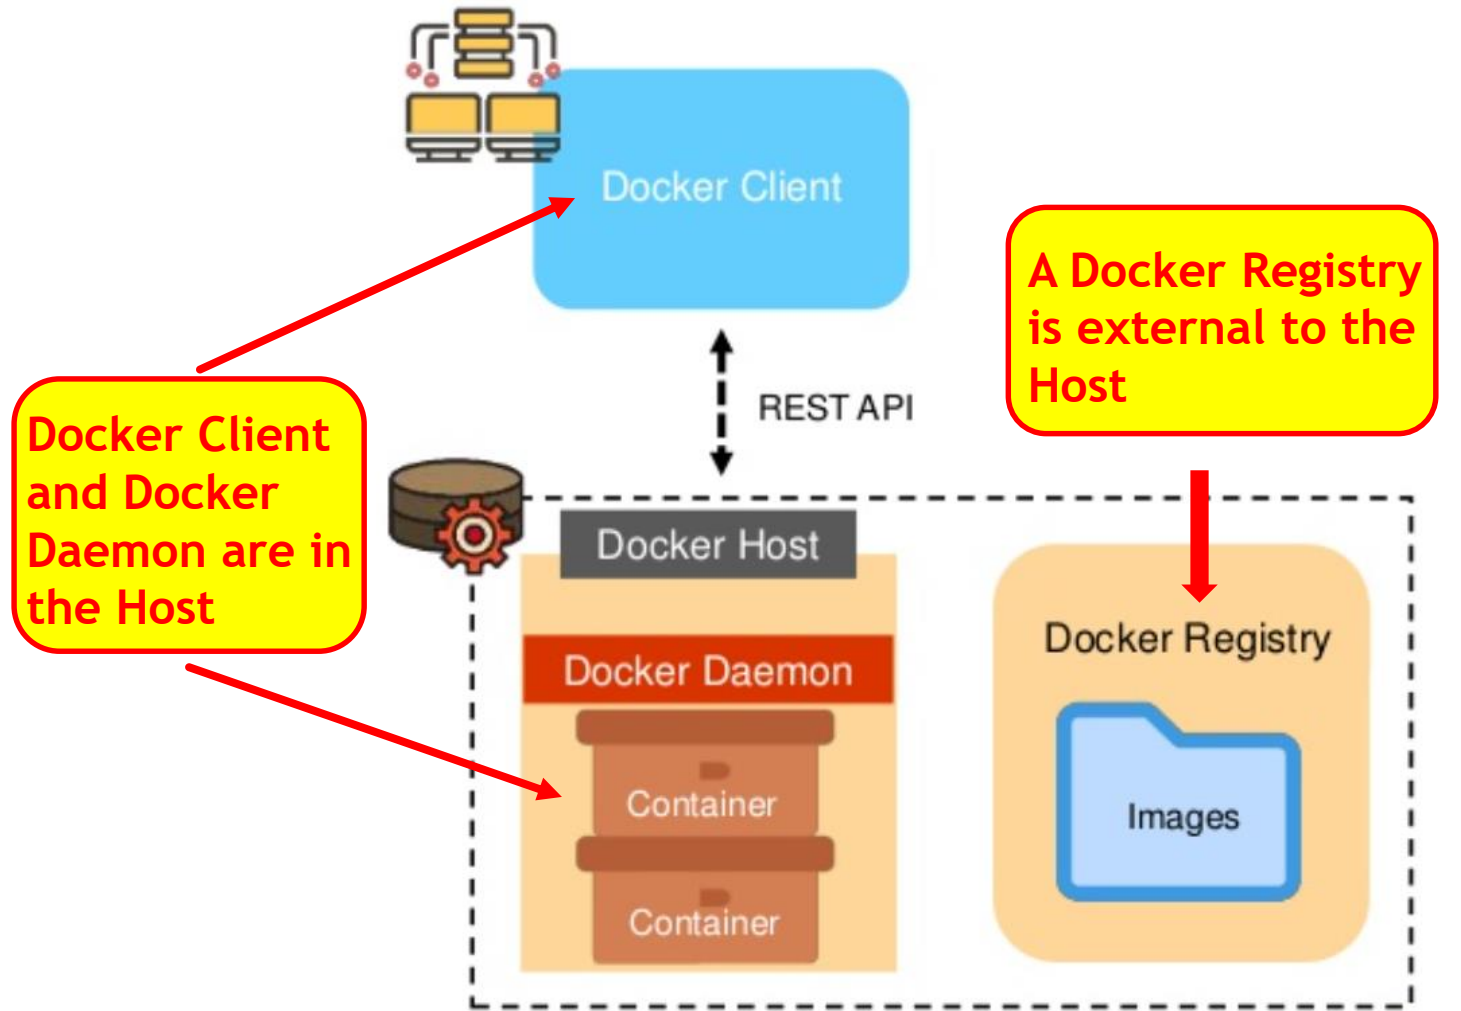 Docker Client
A Docker Registry
is external to the
Host
REST API
Docker Client
and Docker
Daemon are in
the Host
Docker Host
Docker Daemon
Container
Container
Docker Registry
Images